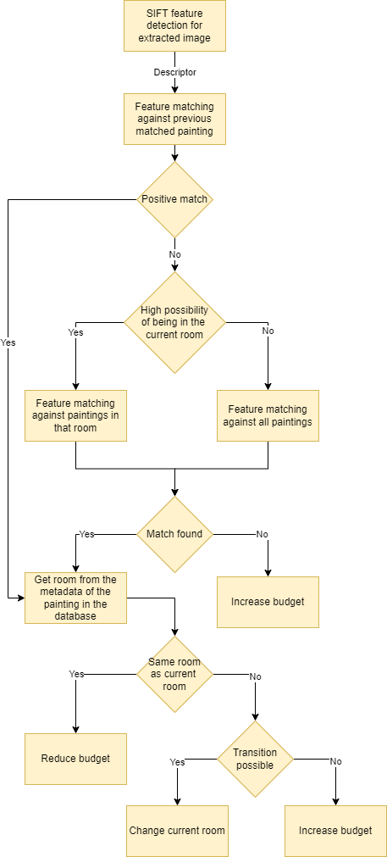 SIFT feature
detection for
extracted image
Descriptor
Feature matching
against previous
matched painting
Positive match
No
High possibility
of being in the
current room
Yes
Yes
No
Feature matching
against paintings in
that room
Feature matching
against all paintings
Match found
Yes
No
Get room from the
metadata of the
painting in the
database
Increase budget
Same room
as current
room
Yes
No
Reduce budget
Transition
possible
Yes
No
Change current room
Increase budget